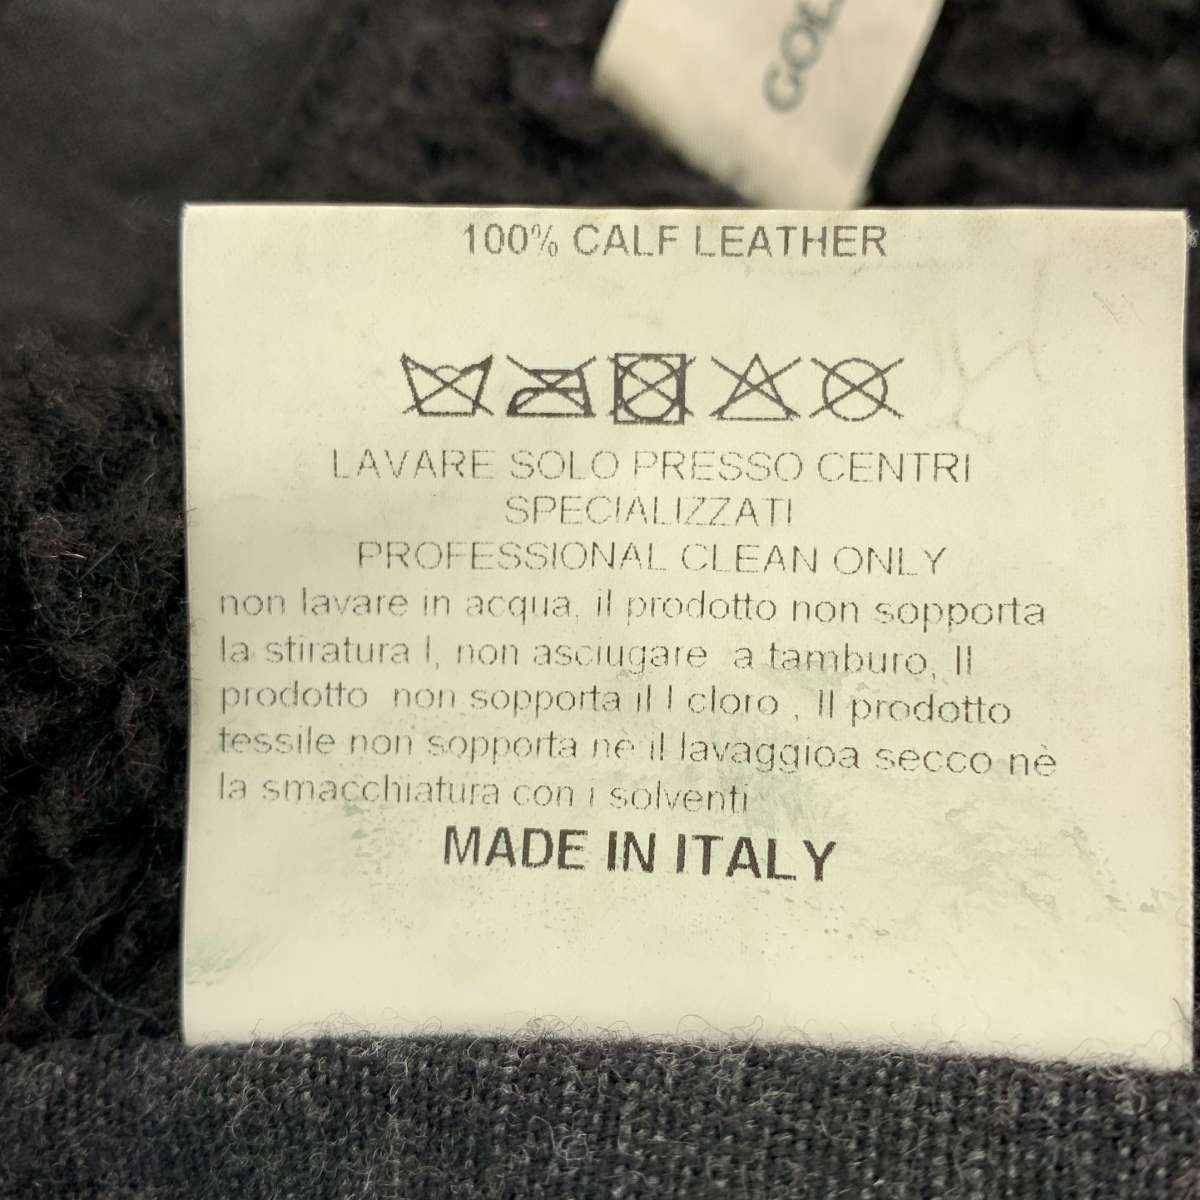 GOL
100% CALF LEATHER
LAVARE SOLO PRESSO CENTRI
SPECIALIZZATI
PROFESSIONAL CLEAN ONLY
non lavare in acqua, il prodotto non sopporta
la stiratura l, non asciugare a tamburo, Il
prodotto non sopporta il l cloro , Il prodotto
tessile non sopporta nè il lavaggioa secco nè
la smacchiatura con i solventi
MADE IN ITALY